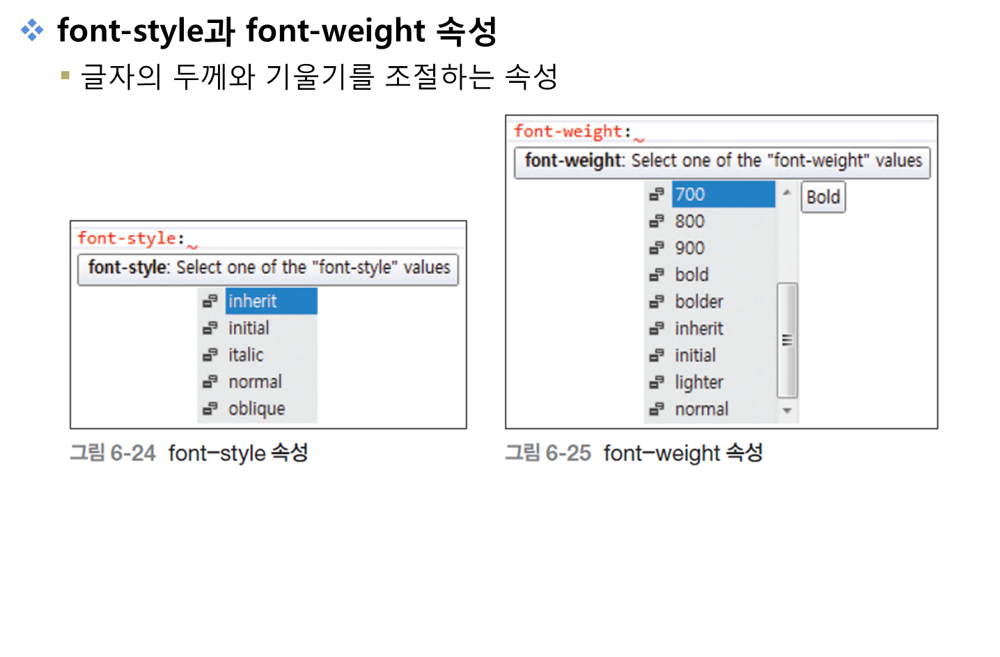 font-style과 font-weight 속성
글자의 두께와 기울기를 조절하는 속성
font-style:
font-style: Select one of the "font-style" values
inherit
initial
italic
normal
oblique
그림 6-24 font-style 속성
font-weight:
font-weight: Select one of the "font-weight" values
700 Bold
800
900
bold
bolder
inherit
initial
lighter
normal
그림 6-25 font-weight 속성